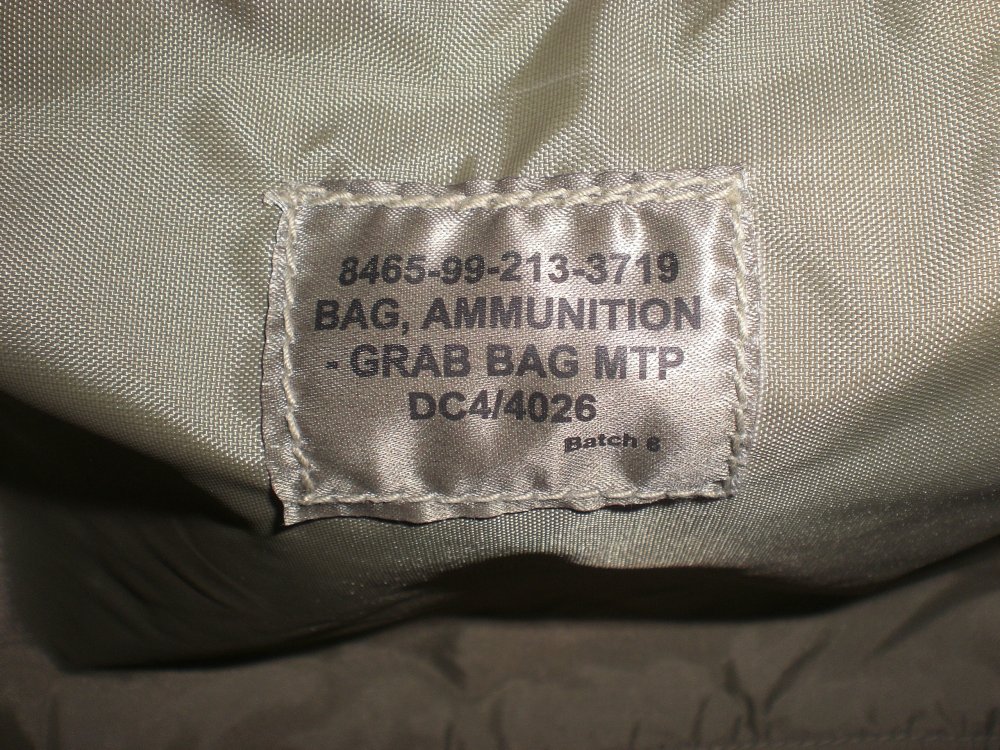 8465-99-213-3719
BAG, AMMUNITION
- GRAB BAG MTP
DC4/4026
Batch 6